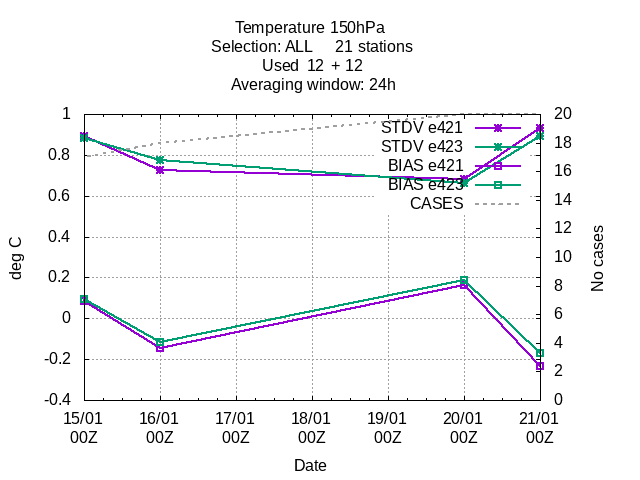 Temperature 150hPa
Selection: ALL 21 stations
Used 12 + 12
Averaging window: 24h
STDV e421
STDV e423
BIAS e421
BIAS e423
CASES
deg C
1
0.8
0.6
0.4
0.2
0
-0.2
-0.4
No cases
20
18
16
14
12
10
8
6
4
2
0
15/01 16/01 17/01 18/01 19/01 20/01 21/01
00Z 00Z 00Z 00Z 00Z 00Z 00Z
Date